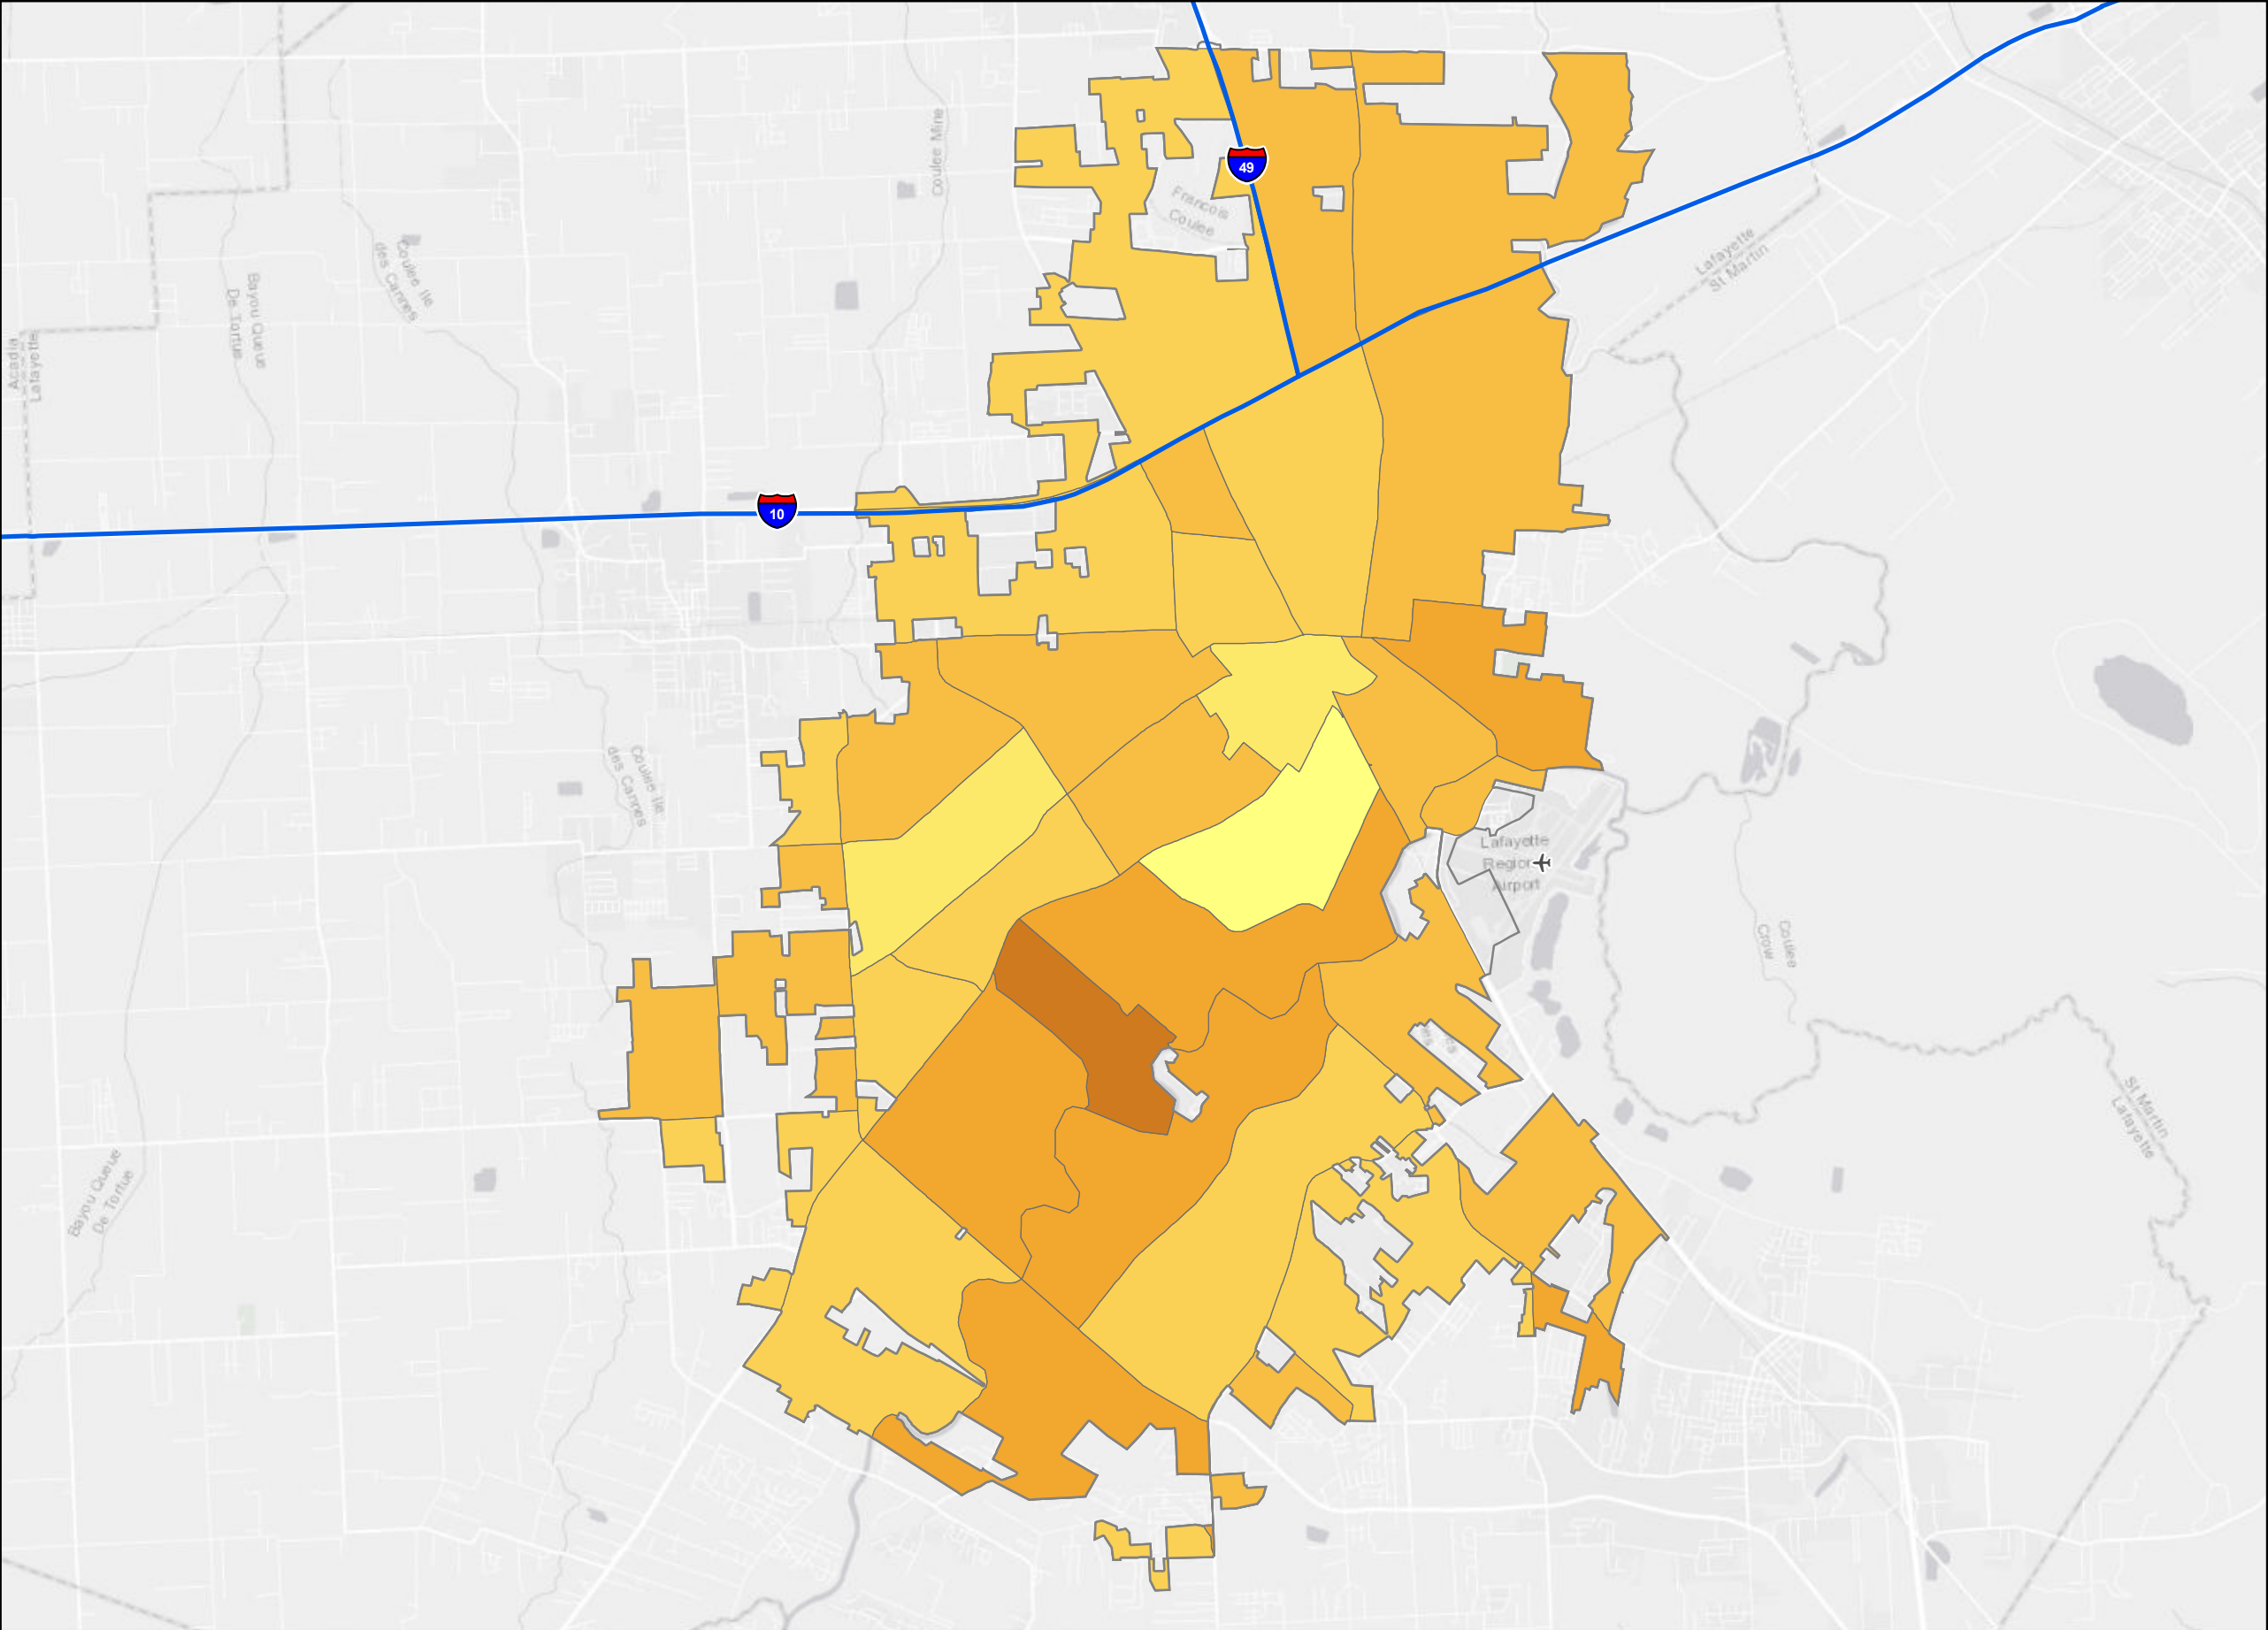 Coulee Mine
49
Francois
Coulee
Coulee Ile
des Cannes
Bayou Queue
De Tortue
Lafayette
St Martin
Acadia
Lafayette
10
Coulee Ile
des Cannes
Lafayette
Regional
Airport
Coulee
Crow
St Martin
Lafayette
Bayou Queue
De Tortue